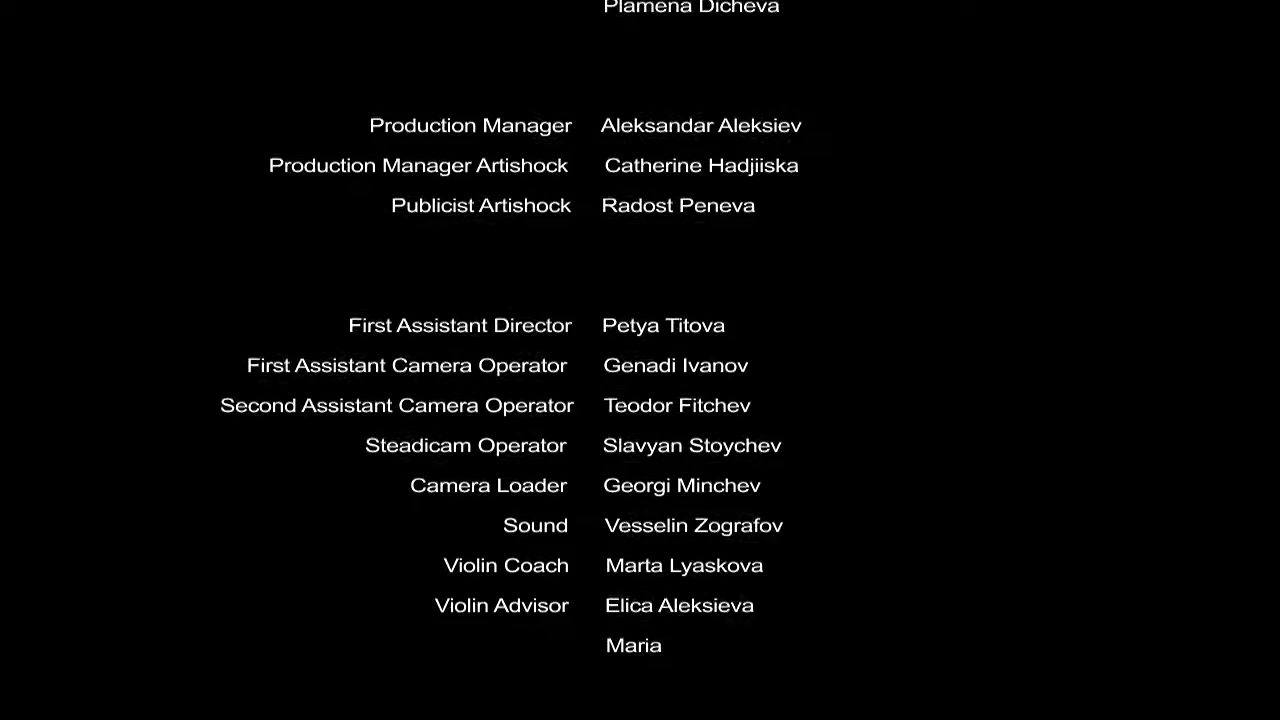 Plamena Dicheva
Production Manager Aleksandar Aleksiev
Production Manager Artishock Catherine Hadjiiska
Publicist Artishock Radost Peneva
First Assistant Director Petya Titova
First Assistant Camera Operator Genadi Ivanov
Second Assistant Camera Operator Teodor Fitchev
Steadicam Operator Slavyan Stoychev
Camera Loader Georgi Minchev
Sound Vesselin Zografov
Violin Coach Marta Lyaskova
Violin Advisor Elica Aleksieva
Maria